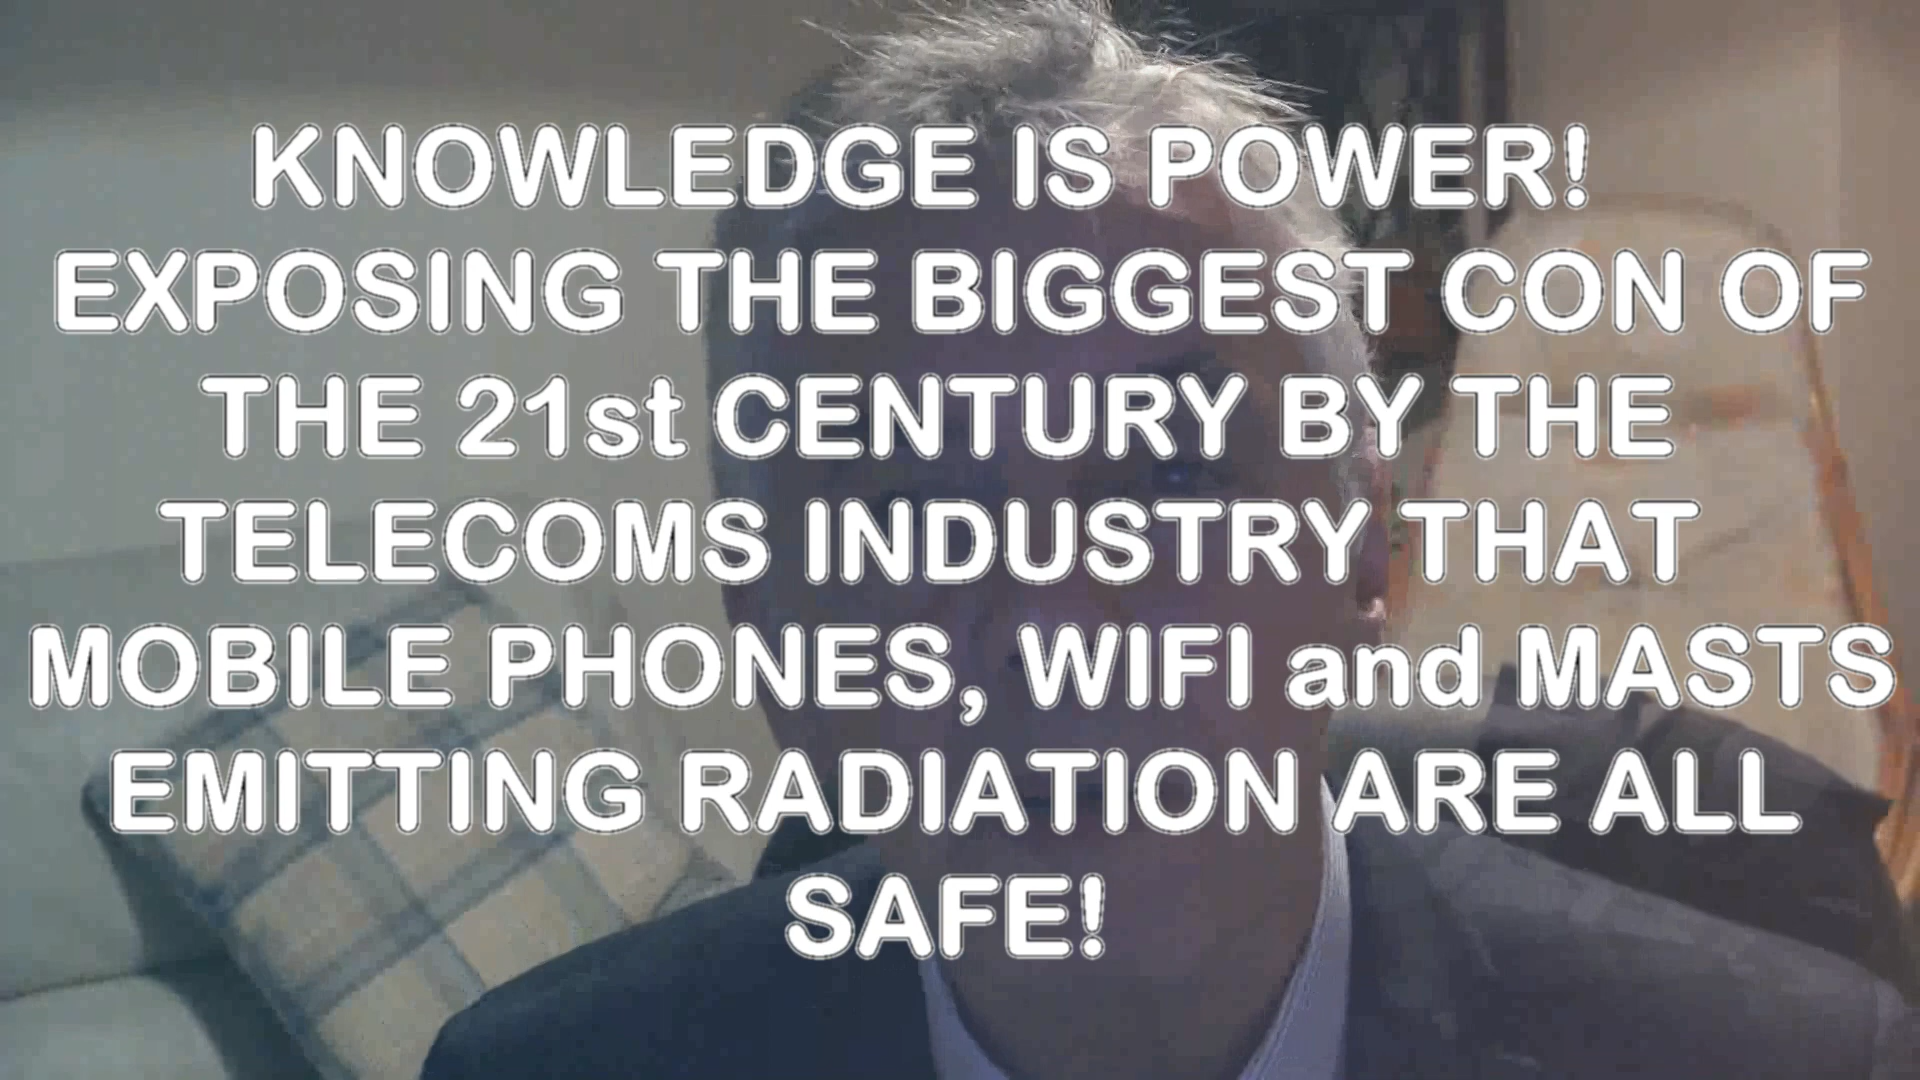 KNOWLEDGE IS POWER!
EXPOSING THE BIGGEST CON OF
THE 21st CENTURY BY THE
TELECOMS INDUSTRY THAT
MOBILE PHONES, WIFI and MASTS
EMITTING RADIATION ARE ALL
SAFE!